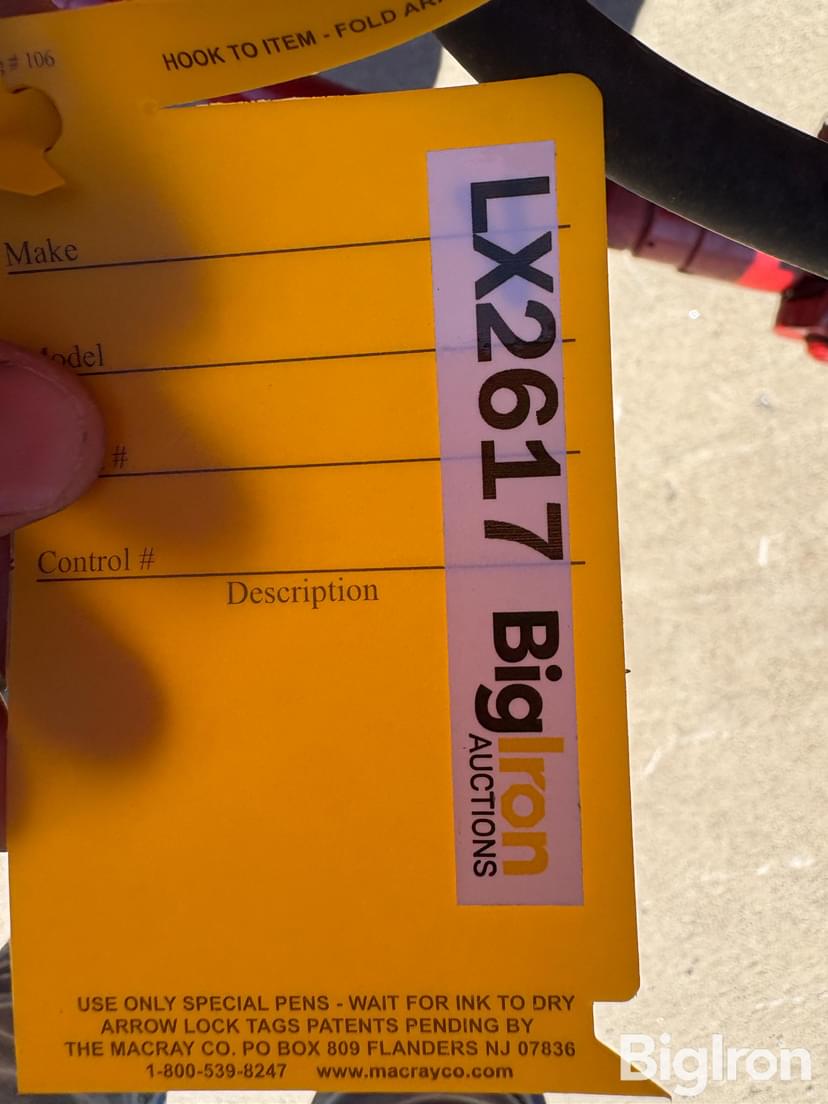 # 106
HOOK TO ITEM - FOLD
Make
Model
#
Control #
Description
LX2617 BigIron
AUCTIONS
USE ONLY SPECIAL PENS - WAIT FOR INK TO DRY
ARROW LOCK TAGS PATENTS PENDING BY
THE MACRAY CO. PO BOX 809 FLANDERS NJ 07836
1-800-539-8247 www.macrayco.com
BigIron